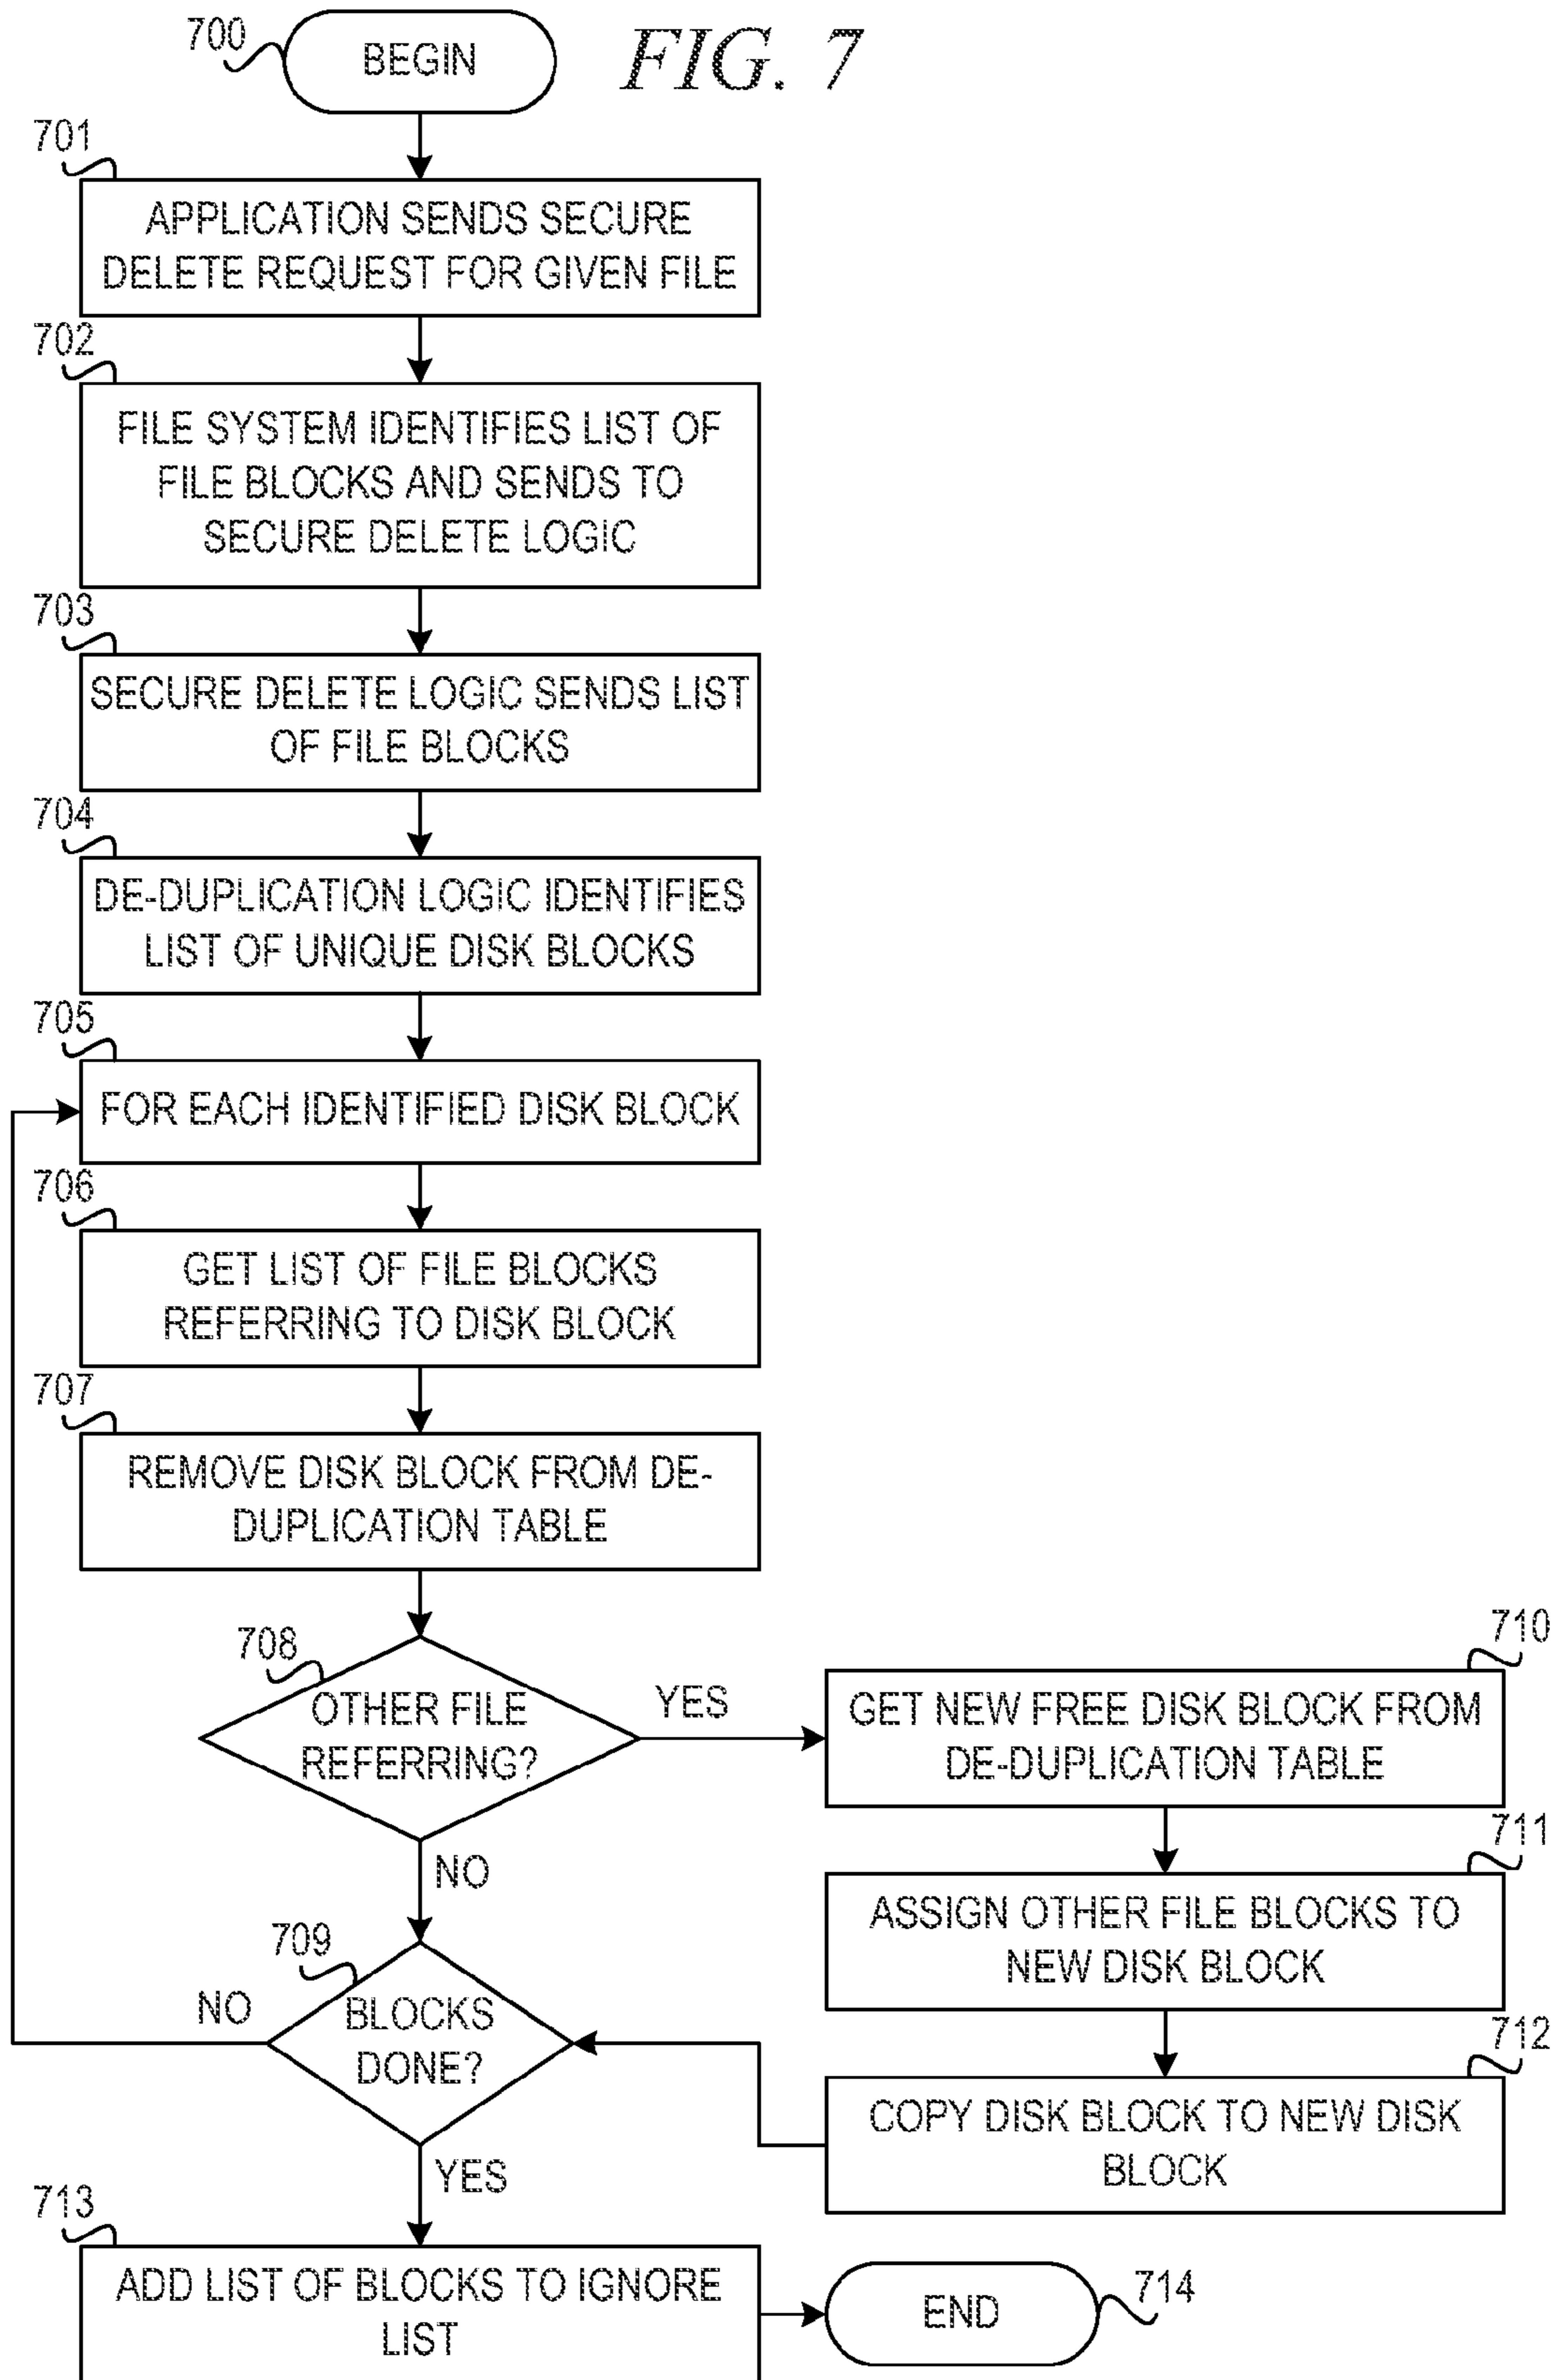 700
BEGIN
FIG. 7
701
APPLICATION SENDS SECURE
DELETE REQUEST FOR GIVEN FILE
702
FILE SYSTEM IDENTIFIES LIST OF
FILE BLOCKS AND SENDS TO
SECURE DELETE LOGIC
703
SECURE DELETE LOGIC SENDS LIST
OF FILE BLOCKS
704
DE-DUPLICATION LOGIC IDENTIFIES
LIST OF UNIQUE DISK BLOCKS
705
FOR EACH IDENTIFIED DISK BLOCK
706
GET LIST OF FILE BLOCKS
REFERRING TO DISK BLOCK
707
REMOVE DISK BLOCK FROM DE-
DUPLICATION TABLE
708
OTHER FILE
REFERRING?
YES
NO
710
GET NEW FREE DISK BLOCK FROM
DE-DUPLICATION TABLE
711
ASSIGN OTHER FILE BLOCKS TO
NEW DISK BLOCK
712
COPY DISK BLOCK TO NEW DISK
BLOCK
709
BLOCKS
DONE?
NO
YES
713
ADD LIST OF BLOCKS TO IGNORE
LIST
END
714